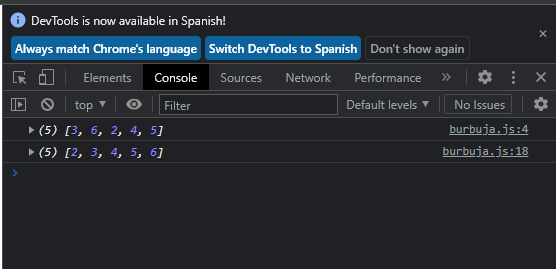 DevTools is now available in Spanish!
Always match Chrome's language Switch DevTools to Spanish Don't show again
Elements Console Sources Network Performance
top Filter Default levels No Issues
(5) [3, 6, 2, 4, 5] burbuja.js:4
(5) [2, 3, 4, 5, 6] burbuja.js:18